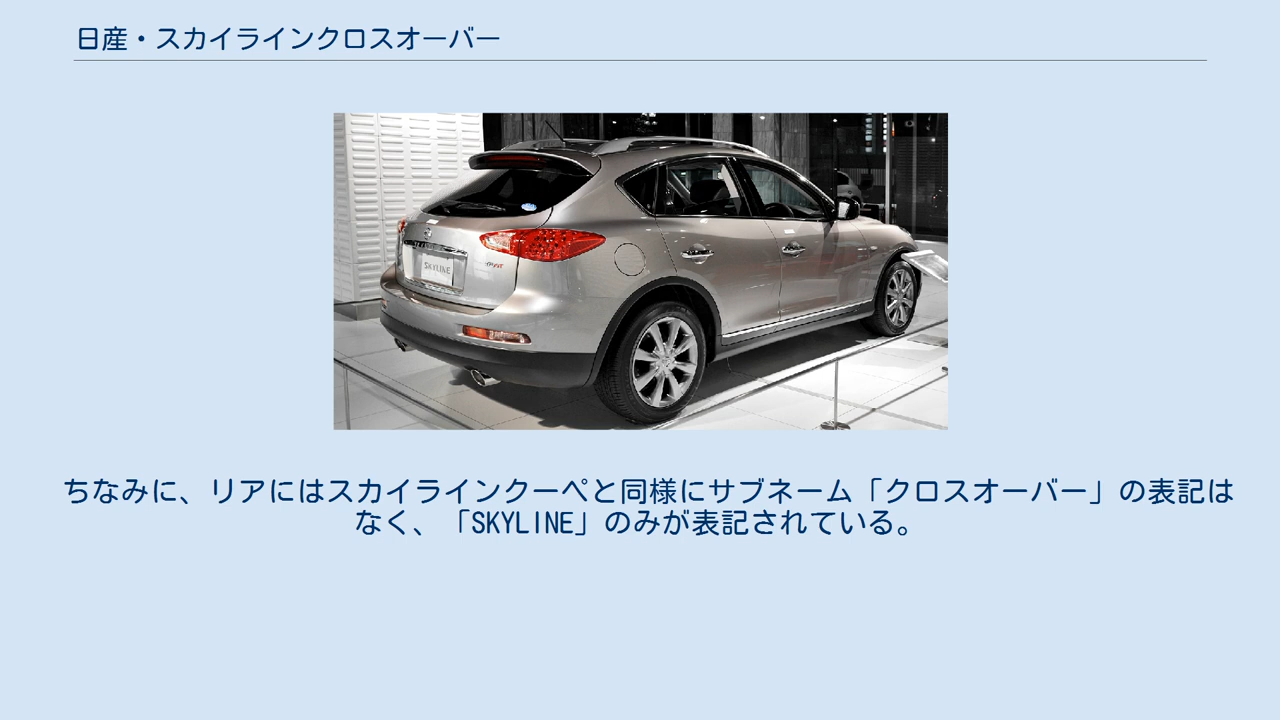 日産・スカイラインクロスオーバー
SKYLINE
ちなみに、リアにはスカイラインクーペと同様にサブネーム「クロスオーバー」の表記は
なく、「SKYLINE」のみが表記されている。